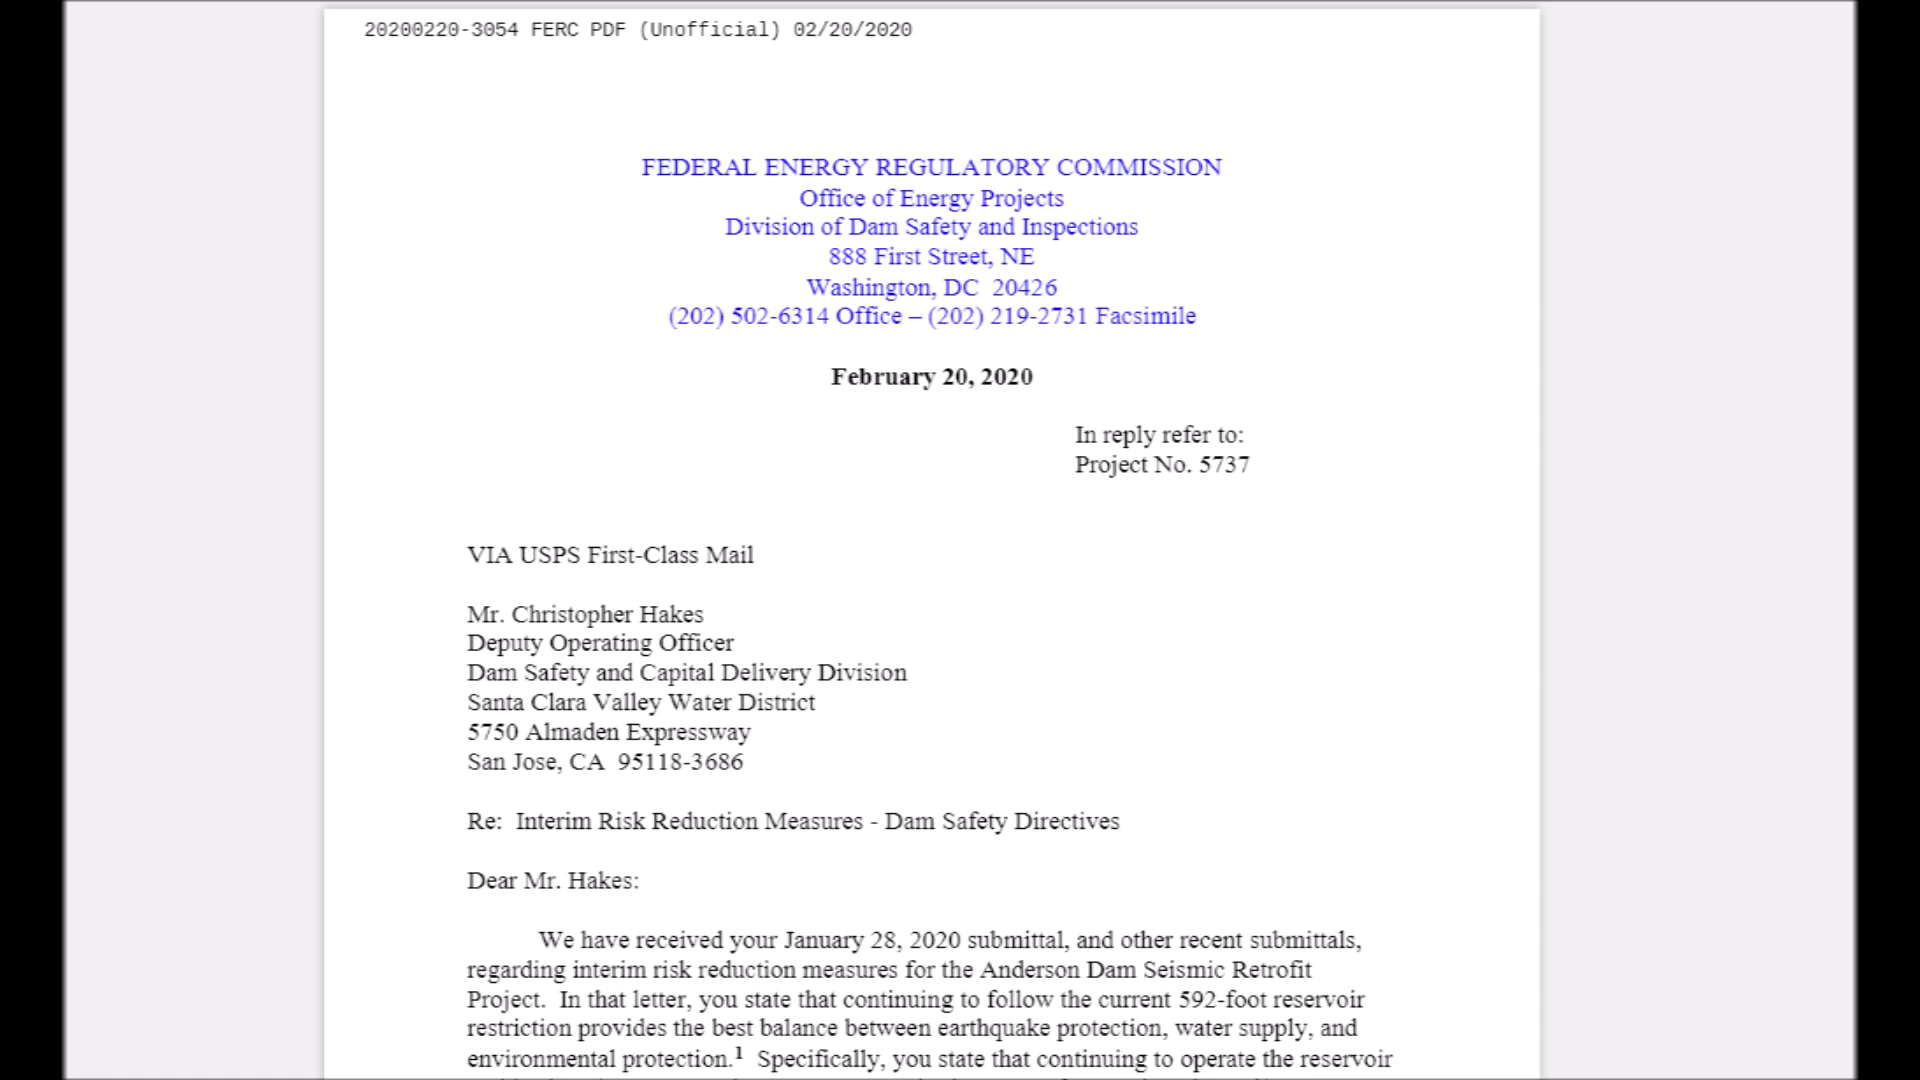 20200220-3054 FERC PDF (Unofficial) 02/20/2020
FEDERAL ENERGY REGULATORY COMMISSION
Office of Energy Projects
Division of Dam Safety and Inspections
888 First Street, NE
Washington, DC  20426
(202) 502-6314 Office – (202) 219-2731 Facsimile
February 20, 2020
In reply refer to:
Project No. 5737
VIA USPS First-Class Mail
Mr. Christopher Hakes
Deputy Operating Officer
Dam Safety and Capital Delivery Division
Santa Clara Valley Water District
5750 Almaden Expressway
San Jose, CA  95118-3686
Re:  Interim Risk Reduction Measures - Dam Safety Directives
Dear Mr. Hakes:
We have received your January 28, 2020 submittal, and other recent submittals,
regarding interim risk reduction measures for the Anderson Dam Seismic Retrofit
Project.  In that letter, you state that continuing to follow the current 592-foot reservoir
restriction provides the best balance between earthquake protection, water supply, and
environmental protection.1  Specifically, you state that continuing to operate the reservoir